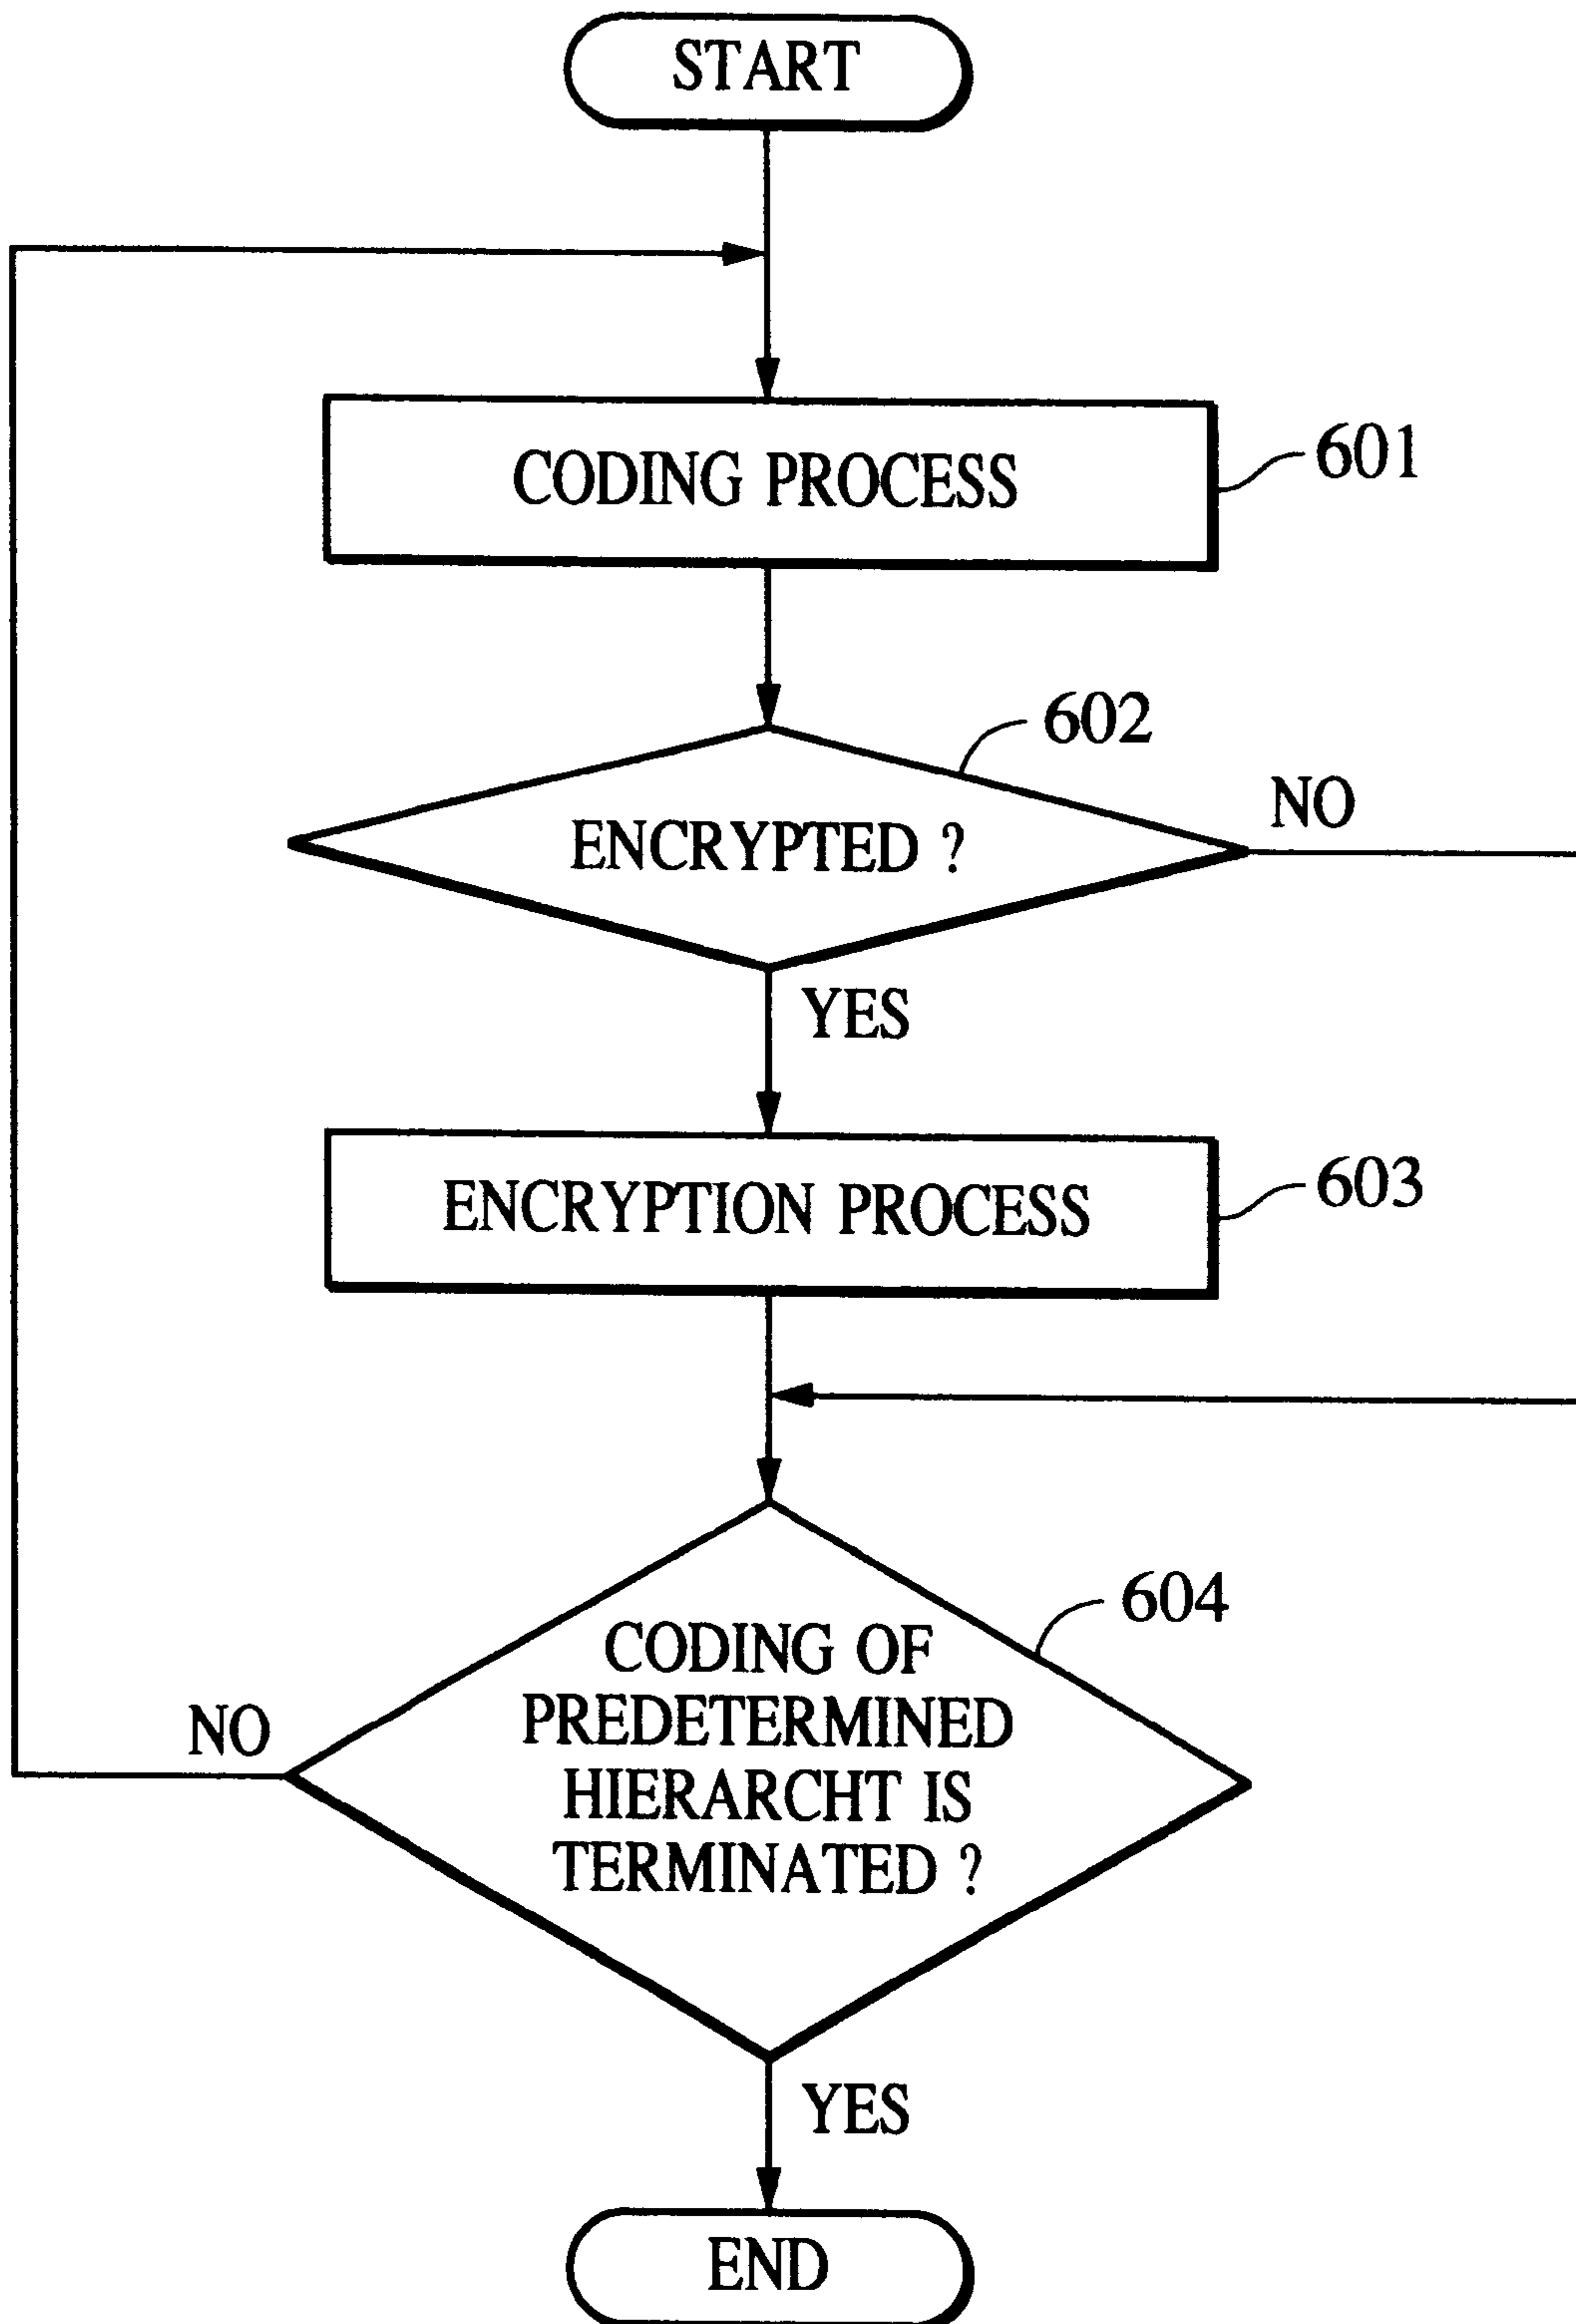 START
CODING PROCESS
601
602
ENCRYPTED ?
NO
YES
ENCRYPTION PROCESS
603
604
CODING OF
PREDETERMINED
HIERARCHT IS
TERMINATED ?
NO
YES
END